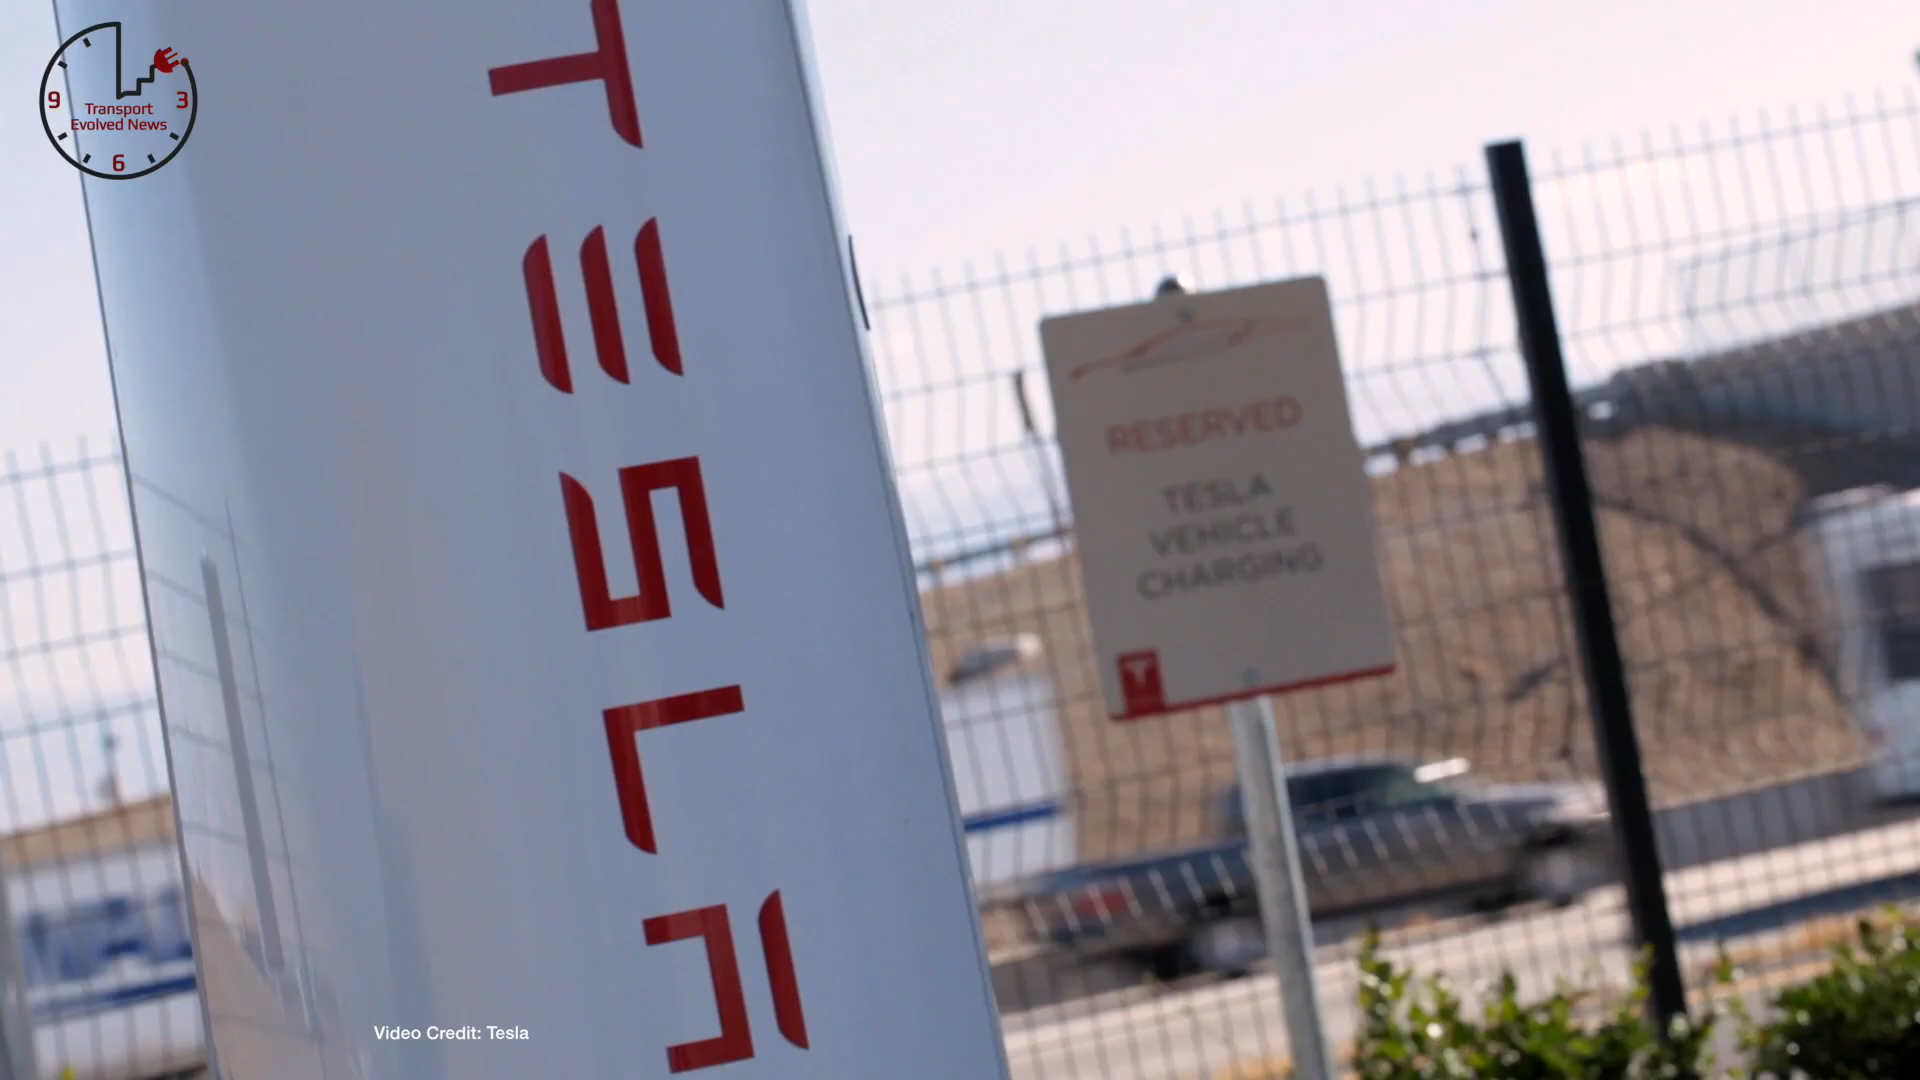 9
3
Transport
Evolved News
6
TESLA
RESERVED
TESLA
VEHICLE
CHARGING
T
Video Credit: Tesla